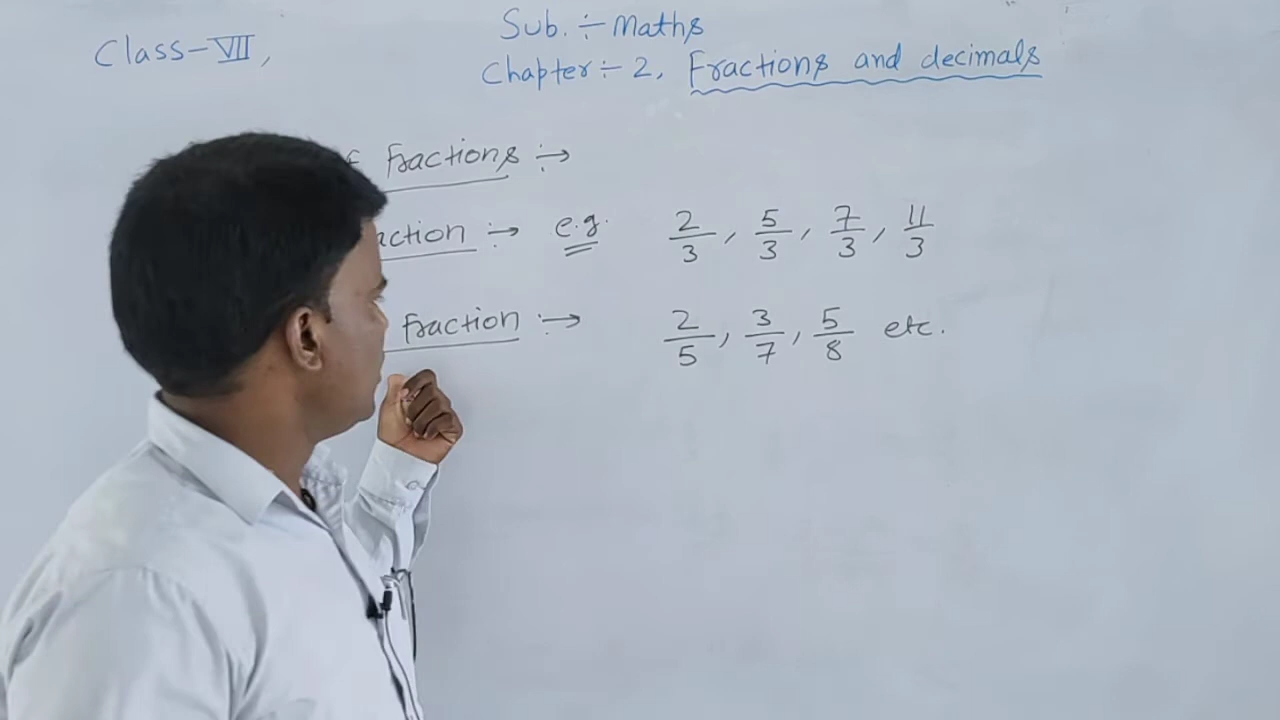 Sub. ÷ Maths
Class-VII,
Chapter:- 2, Fractions and decimals
Fractions :→
action :→ e.g. 2/3, 5/3, 7/3, 11/3
Fraction :→ 2/5, 3/7, 5/8 etc.